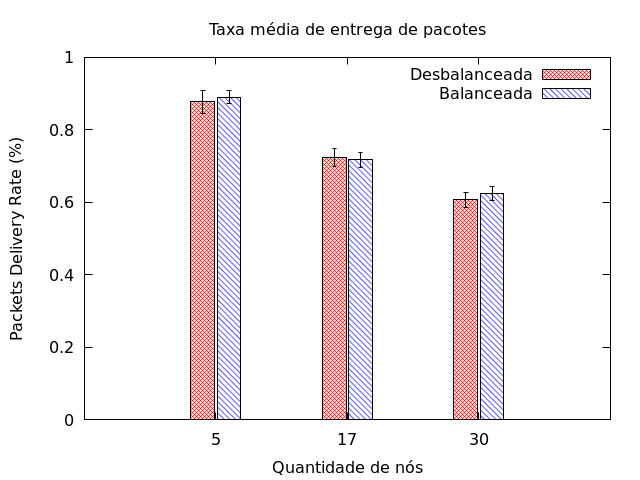 Taxa média de entrega de pacotes
Desbalanceada
Balanceada
Packets Delivery Rate (%)
1
0.8
0.6
0.4
0.2
0
5 17 30
Quantidade de nós